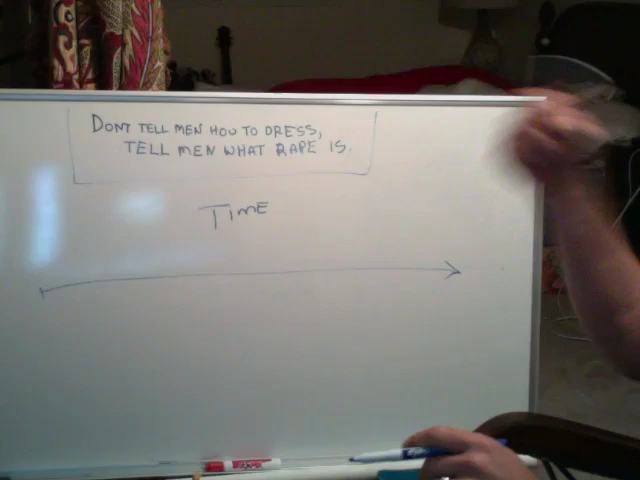 DONT TELL MEN HOW TO DRESS,
TELL MEN WHAT RAPE IS.
TIME